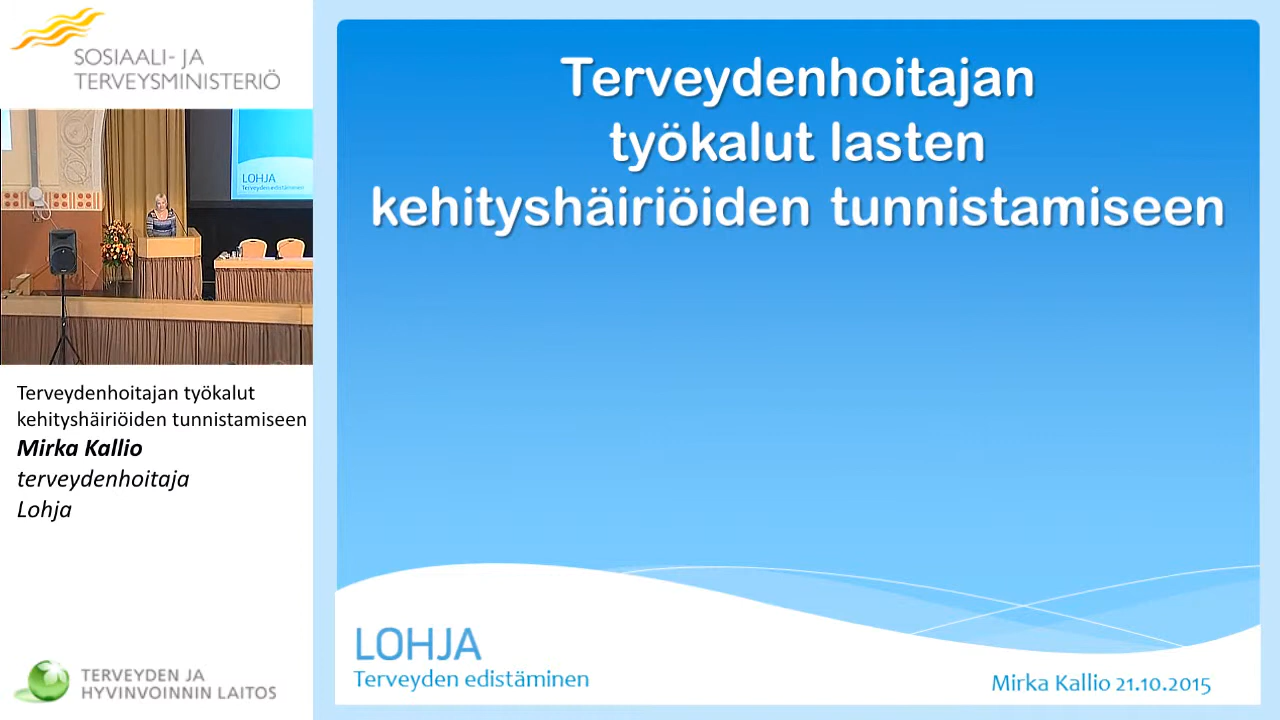 SOSIAALI- JA
TERVEYSMINISTERIÖ
LOHJA
Terveyden edistäminen
Terveydenhoitajan työkalut
kehityshäiriöiden tunnistamiseen
Mirka Kallio
terveydenhoitaja
Lohja
TERVEYDEN JA
HYVINVOINNIN LAITOS
Terveydenhoitajan
työkalut lasten
kehityshäiriöiden tunnistamiseen
LOHJA
Terveyden edistäminen
Mirka Kallio 21.10.2015